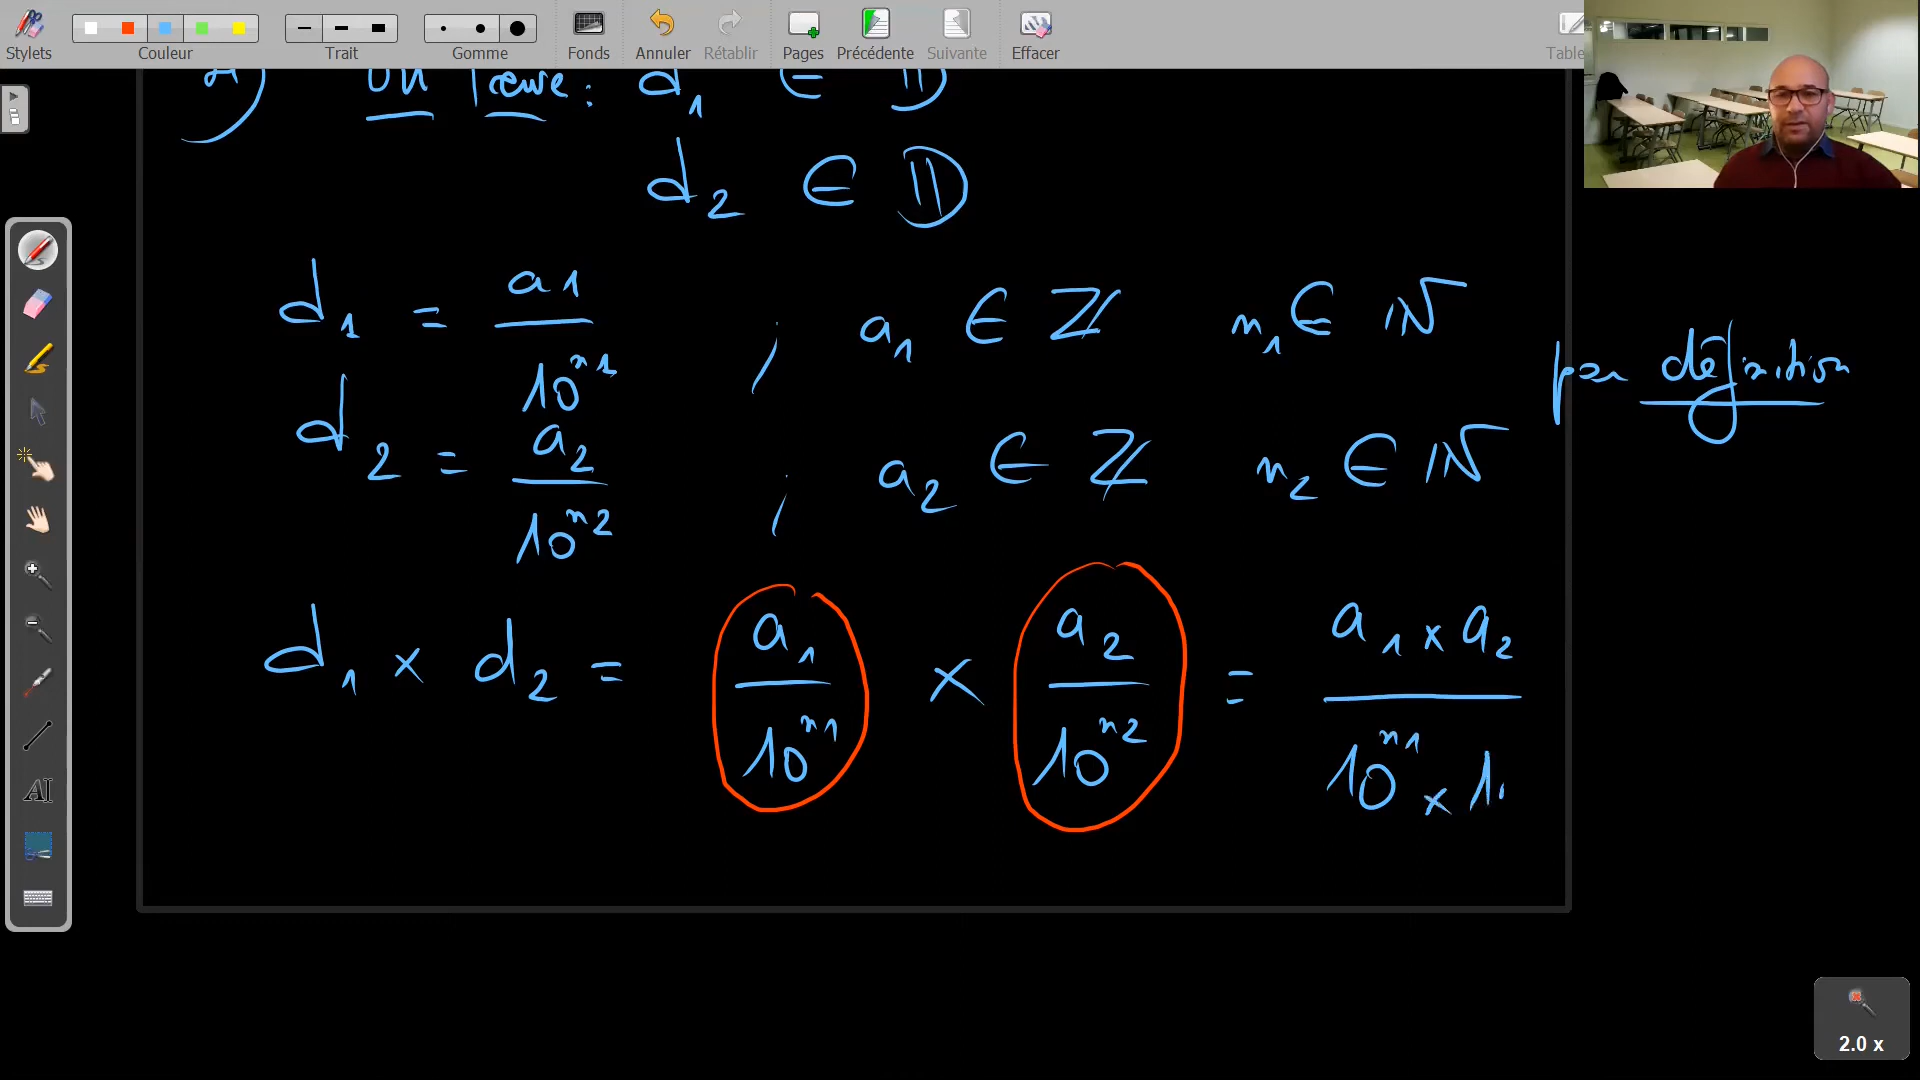 Stylets Couleur Trait Gomme Fonds Annuler Rétablir Pages Précédente Suivante Effacer Table
d₁ ∈ 𝔻
d₂ ∈ 𝔻
d₁ = a1/10^n1 ; a₁ ∈ ℤ n₁ ∈ ℕ
par définition
d₂ = a₂/10^n2 ; a₂ ∈ ℤ n₂ ∈ ℕ
d₁ × d₂ = a₁/10^n1 × a₂/10^n2 = a₁ × a₂/10^n1 × 1
2.0 x